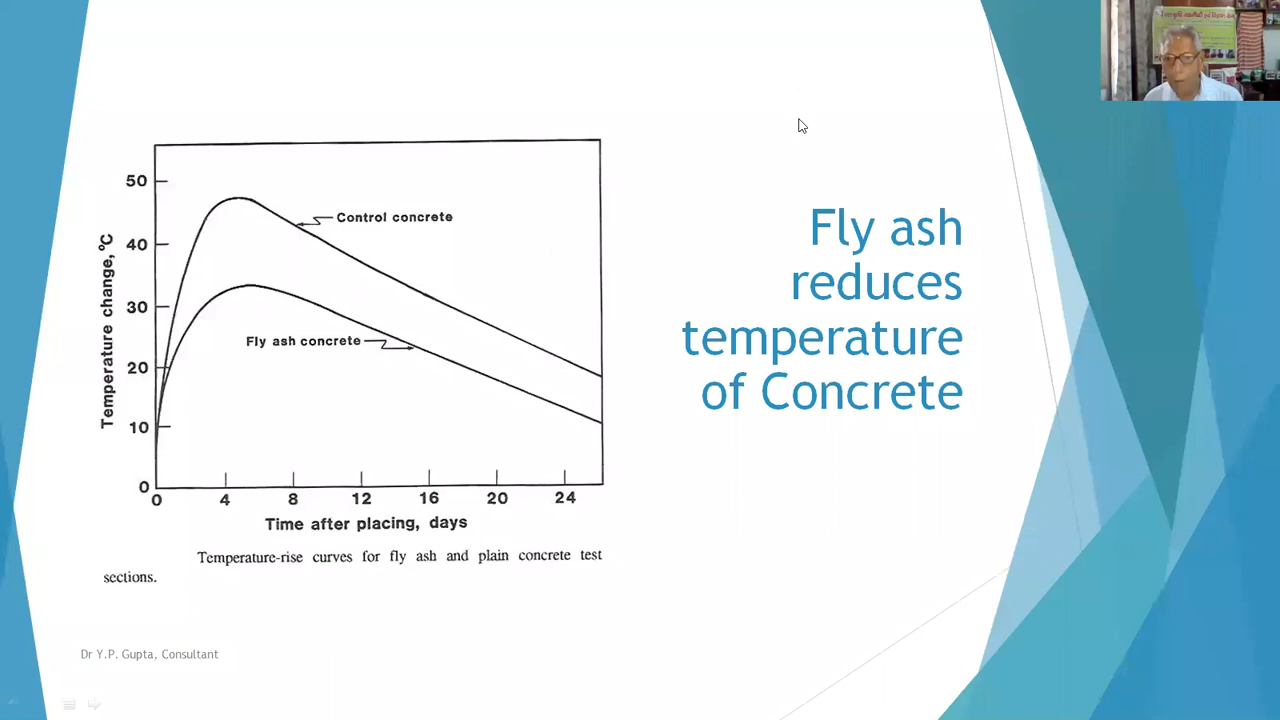 Fly ash
reduces
temperature
of Concrete
50
40
30
20
10
0
Temperature change, °C
Control concrete
Fly ash concrete
0 4 8 12 16 20 24
Time after placing, days
Temperature-rise curves for fly ash and plain concrete test
sections.
Dr Y.P. Gupta, Consultant